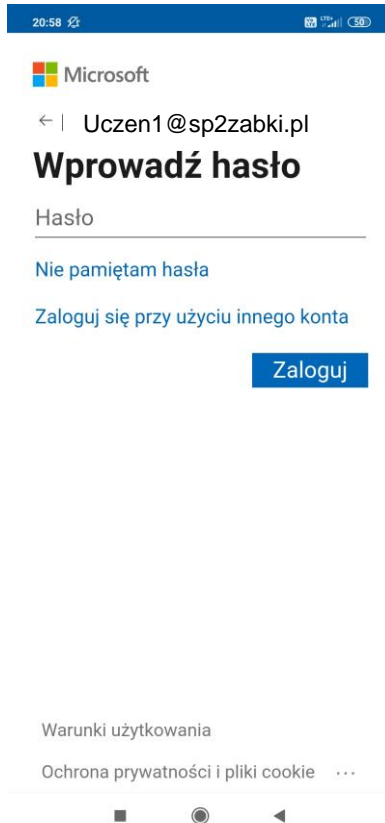 20:58
Microsoft
Uczen1@sp2zabki.pl
Wprowadź hasło
Hasło
Nie pamiętam hasła
Zaloguj się przy użyciu innego konta
Zaloguj
Warunki użytkowania
Ochrona prywatności i pliki cookie ...